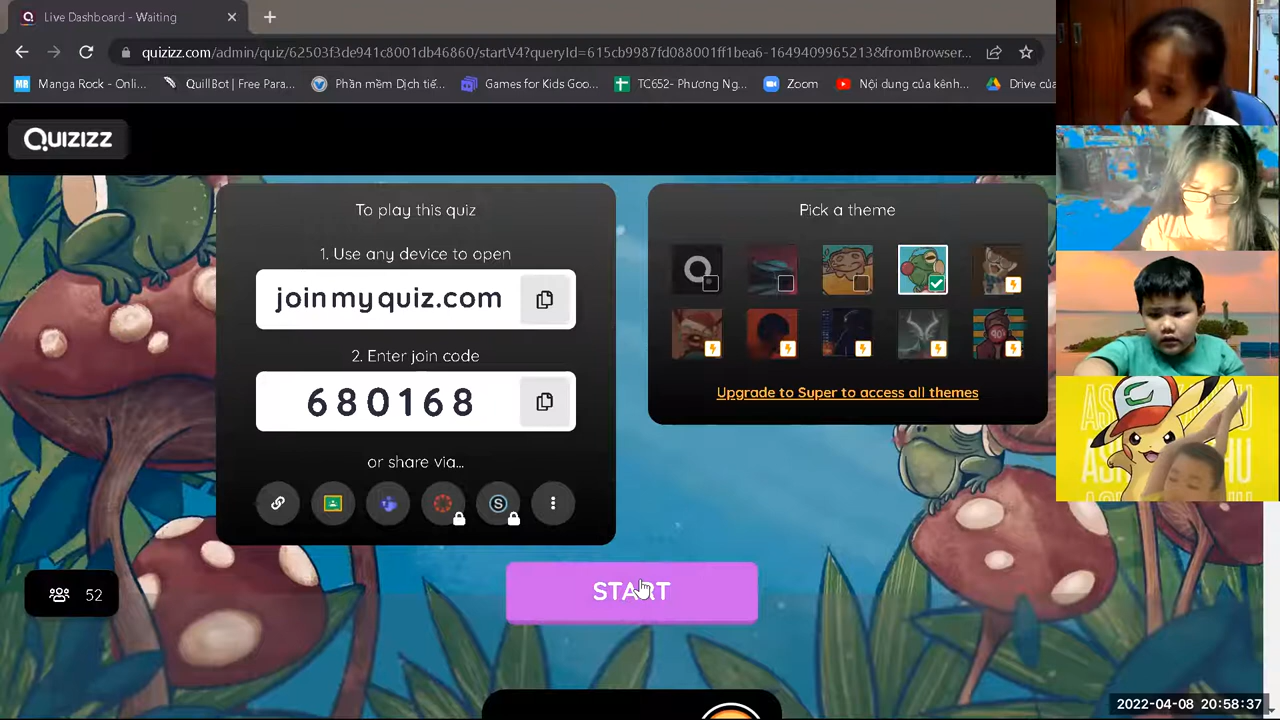 Live Dashboard - Waiting
quizizz.com/admin/quiz/62503f3de941c8001db46860/startV4?queryId=615cb9987fd088001ff1bea6-1649409965213&fromBrowser...
MR Manga Rock - Onli... QuillBot | Free Para... Phần mềm Dịch tiế... Games for Kids Go... TC652- Phương Ng... Zoom Nội dung của kênh... Drive của
QUIZIZZ
To play this quiz
1. Use any device to open
joinmyquiz.com
2. Enter join code
680168
or share via...
Pick a theme
Upgrade to Super to access all themes
START
52
2022-04-08 20:58:37